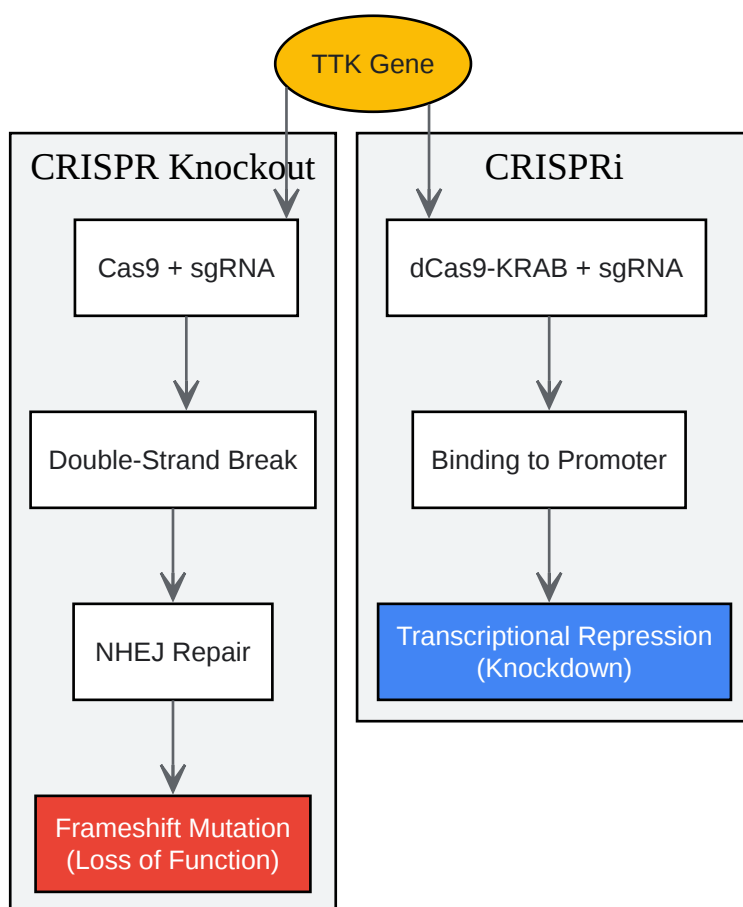 TTK Gene
CRISPR Knockout
Cas9 + sgRNA
Double-Strand Break
NHEJ Repair
Frameshift Mutation
(Loss of Function)
CRISPRi
dCas9-KRAB + sgRNA
Binding to Promoter
Transcriptional Repression
(Knockdown)